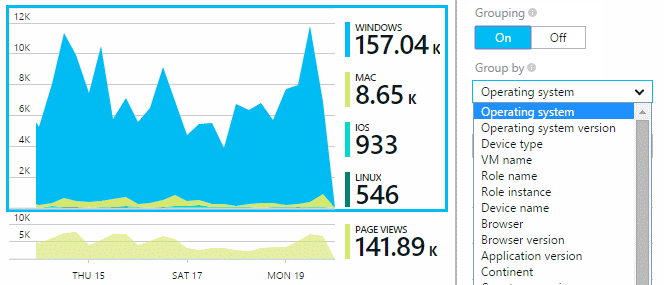 12K
10K
8K
6K
4K
2K
WINDOWS
157.04 K
MAC
8.65 K
IOS
933
LINUX
546
10K
5K
PAGE VIEWS
141.89 K
THU 15
SAT 17
MON 19
Grouping
On
Off
Group by
Operating system
Operating system
Operating system version
Device type
VM name
Role name
Role instance
Device name
Browser
Browser version
Application version
Continent